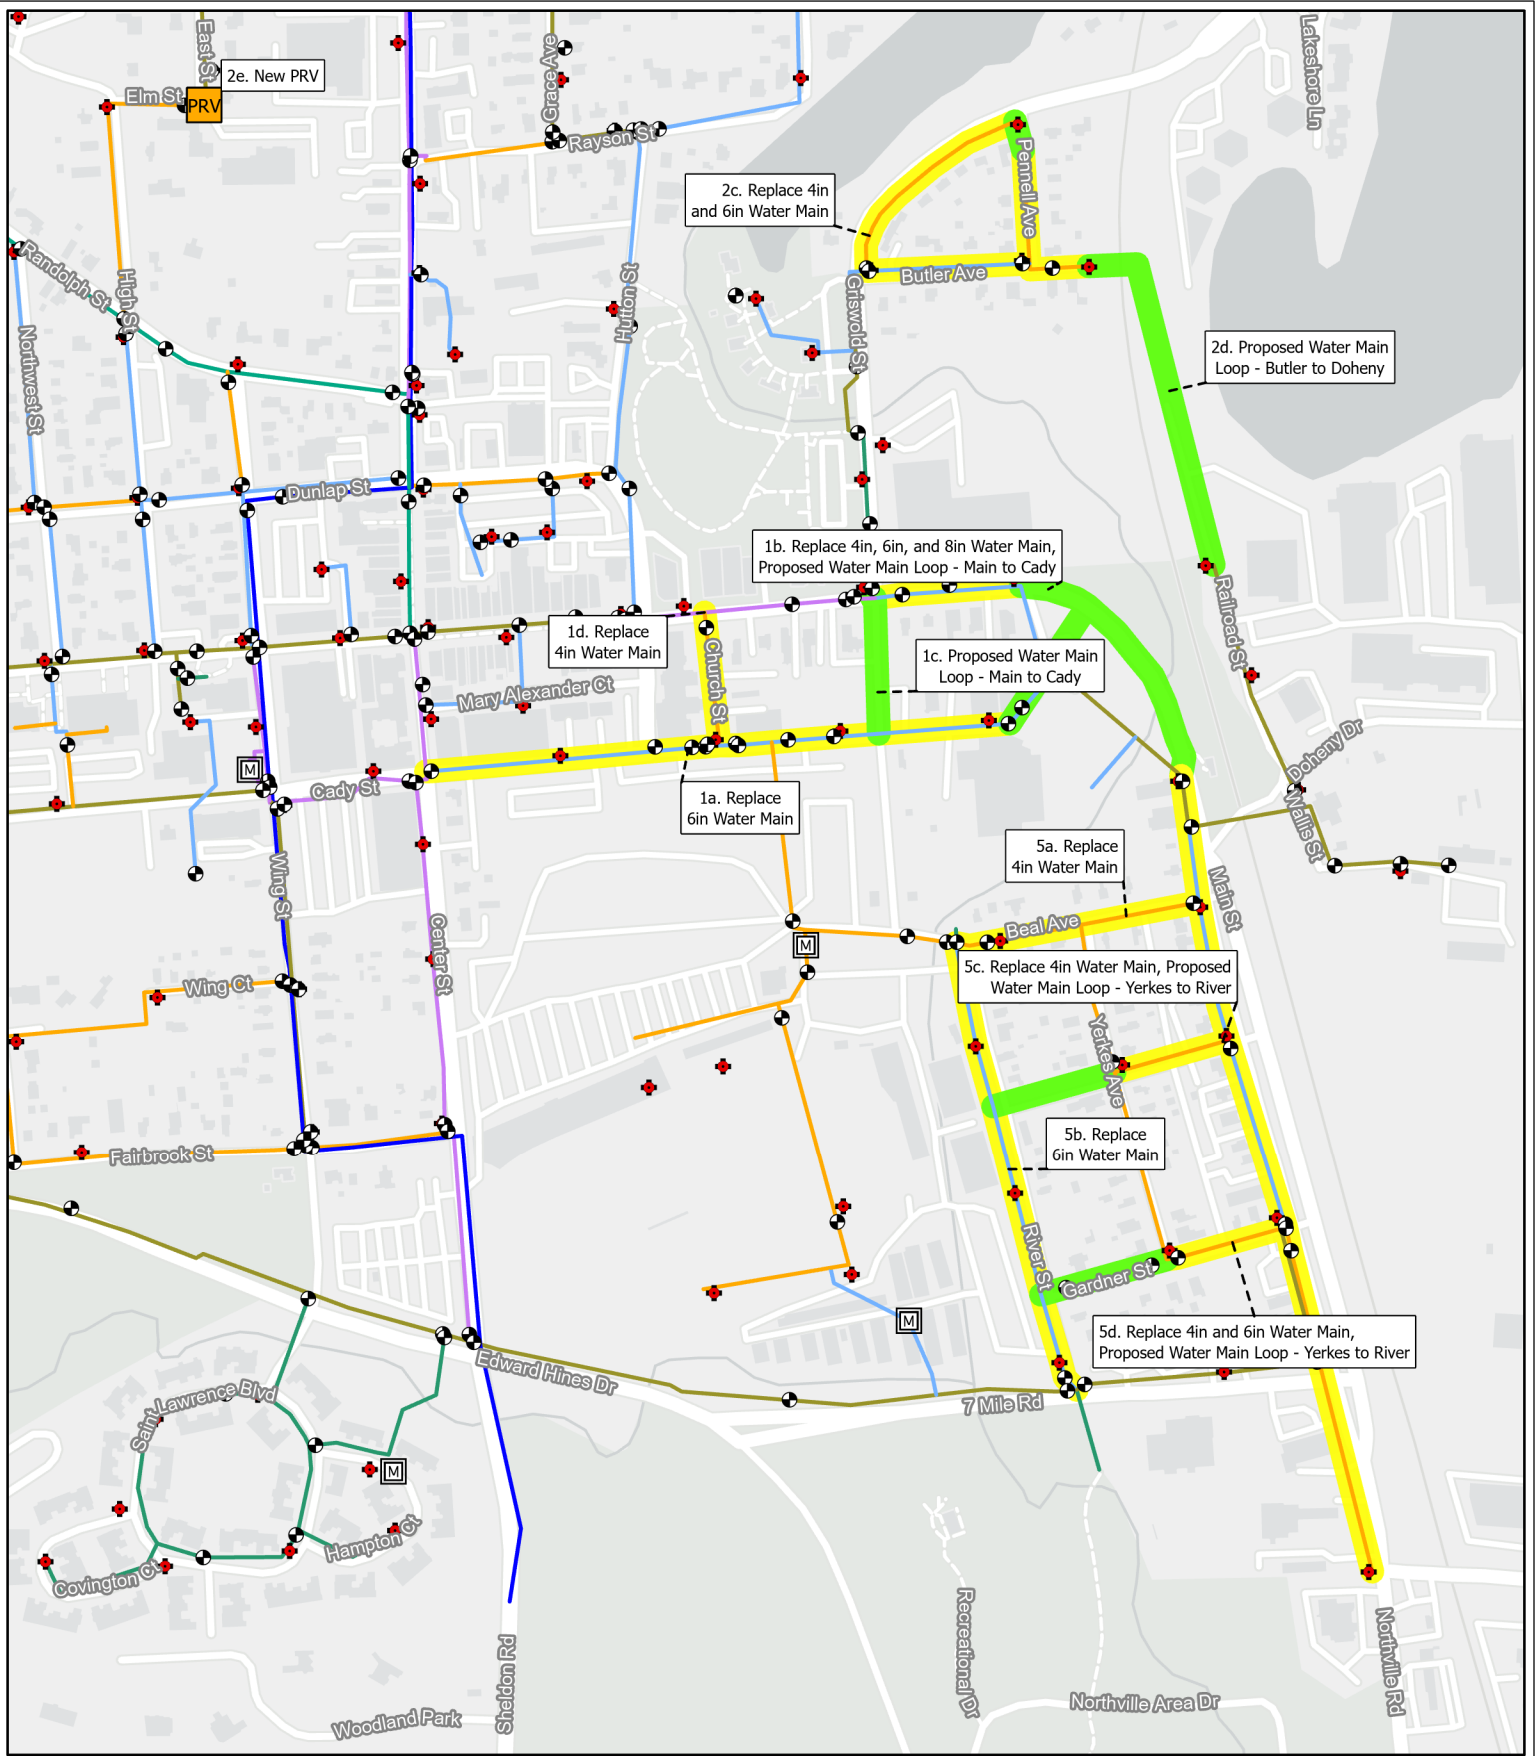 East St
2e. New PRV
Elm St
PRV
Grace Ave
Rayson St
Lakeshore Ln
Pennell Ave
2c. Replace 4in
and 6in Water Main
Butler Ave
Randolph St
High St
Hutton St
Griswold St
Northwest St
2d. Proposed Water Main
Loop - Butler to Doheny
Dunlap St
1b. Replace 4in, 6in, and 8in Water Main,
Proposed Water Main Loop - Main to Cady
Railroad St
1d. Replace
4in Water Main
Church St
1c. Proposed Water Main
Loop - Main to Cady
Mary Alexander Ct
Doheny Dr
M
Cady St
1a. Replace
6in Water Main
Wallis St
5a. Replace
4in Water Main
Wing St
Main St
Center St
Beal Ave
M
5c. Replace 4in Water Main, Proposed
Water Main Loop - Yerkes to River
Wing Ct
Yerkes Ave
5b. Replace
6in Water Main
Fairbrook St
River St
Gardner St
M
5d. Replace 4in and 6in Water Main,
Proposed Water Main Loop - Yerkes to River
Edward Hines Dr
7 Mile Rd
Saint Lawrence Blvd
M
Hampton Ct
Covington Ct
Recreational Dr
Northville Rd
Sheldon Rd
Woodland Park
Northville Area Dr